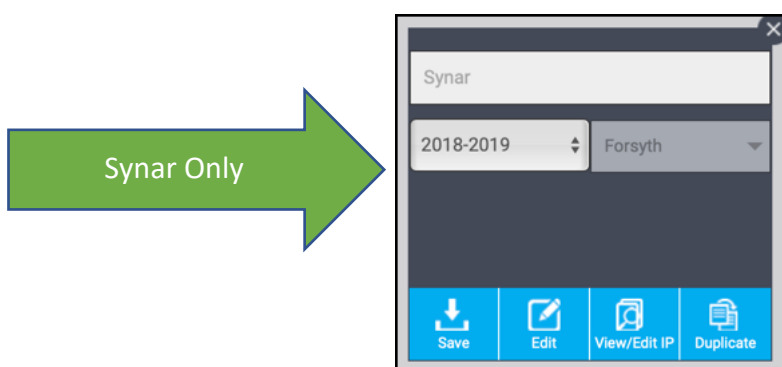 Synar Only
Synar
2018-2019
Forsyth
Save
Edit
View/Edit IP
Duplicate